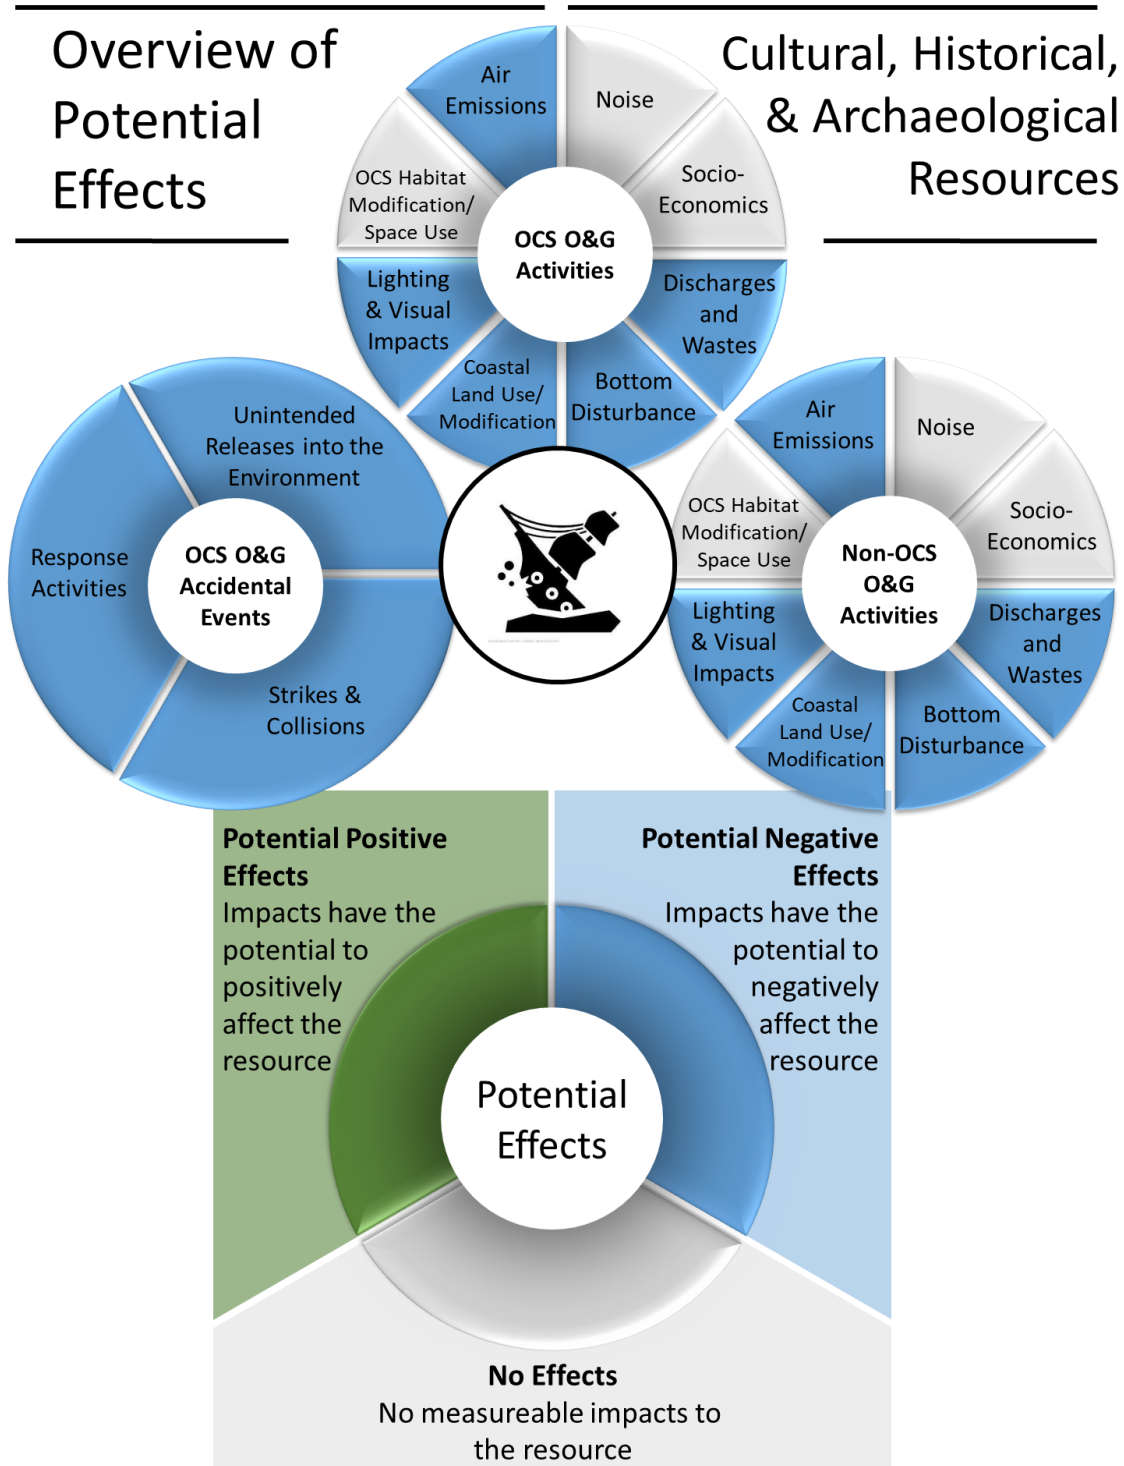 Overview of
Potential
Effects
Cultural, Historical,
& Archaeological
Resources
Air
Emissions
Noise
OCS Habitat
Modification/
Space Use
Socio-
Economics
OCS O&G
Activities
Lighting
& Visual
Impacts
Discharges
and
Wastes
Coastal
Land Use/
Modification
Bottom
Disturbance
Unintended
Releases into the
Environment
Response
Activities
OCS O&G
Accidental
Events
Strikes &
Collisions
Air
Emissions
Noise
OCS Habitat
Modification/
Space Use
Socio-
Economics
Non-OCS
O&G
Activities
Lighting
& Visual
Impacts
Discharges
and
Wastes
Coastal
Land Use/
Modification
Bottom
Disturbance
Potential Positive
Effects
Impacts have the
potential to
positively
affect the
resource
Potential Negative
Effects
Impacts have the
potential to
negatively
affect the
resource
Potential
Effects
No Effects
No measureable impacts to
the resource